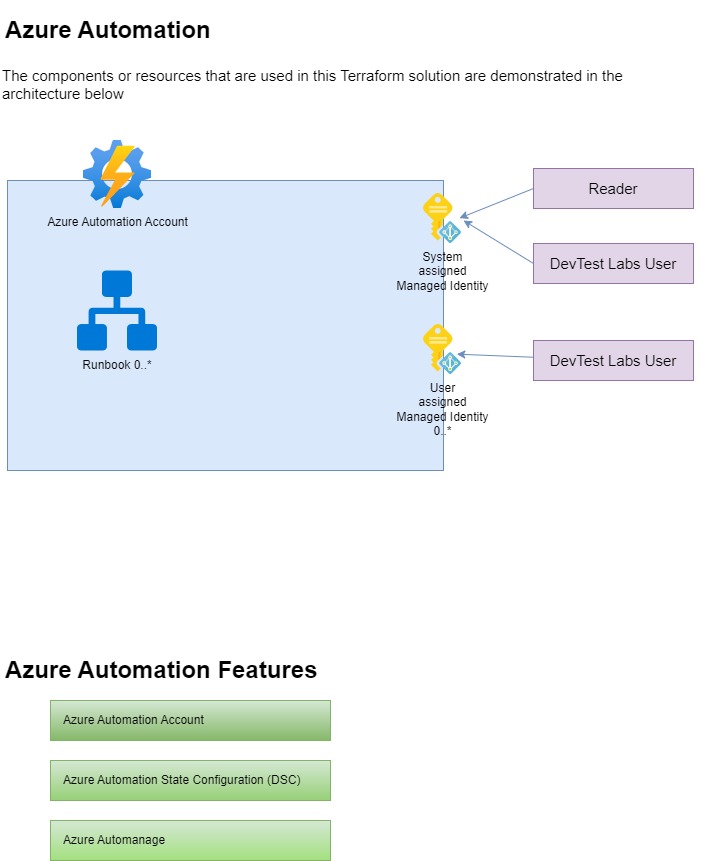 Azure Automation
The components or resources that are used in this Terraform solution are demonstrated in the
architecture below
Azure Automation Account
Runbook 0..*
System
assigned
Managed Identity
User
assigned
Managed Identity
0..*
Reader
DevTest Labs User
DevTest Labs User
Azure Automation Features
Azure Automation Account
Azure Automation State Configuration (DSC)
Azure Automanage